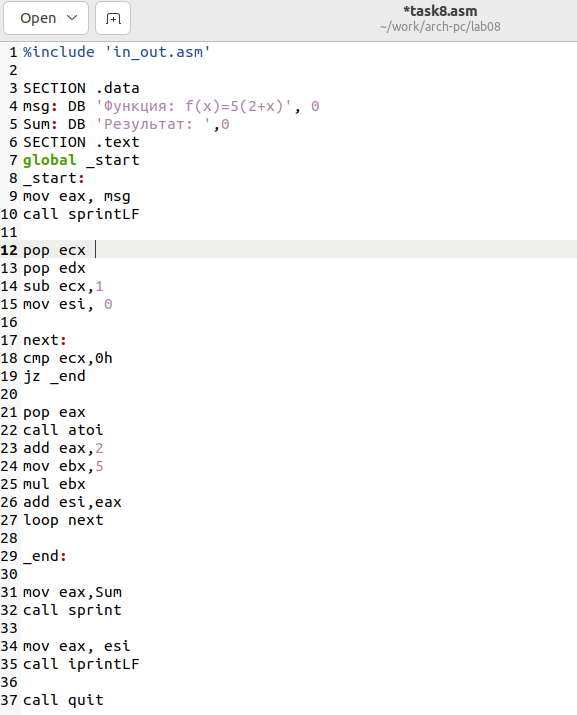 Open
*task8.asm
~/work/arch-pc/lab08
1 %include 'in_out.asm'
2
3 SECTION .data
4 msg: DB 'Функция: f(x)=5(2+x)', 0
5 Sum: DB 'Результат: ',0
6 SECTION .text
7 global _start
8 _start:
9 mov eax, msg
10 call sprintLF
11
12 pop ecx
13 pop edx
14 sub ecx,1
15 mov esi, 0
16
17 next:
18 cmp ecx,0h
19 jz _end
20
21 pop eax
22 call atoi
23 add eax,2
24 mov ebx,5
25 mul ebx
26 add esi,eax
27 loop next
28
29 _end:
30
31 mov eax,Sum
32 call sprint
33
34 mov eax, esi
35 call iprintLF
36
37 call quit